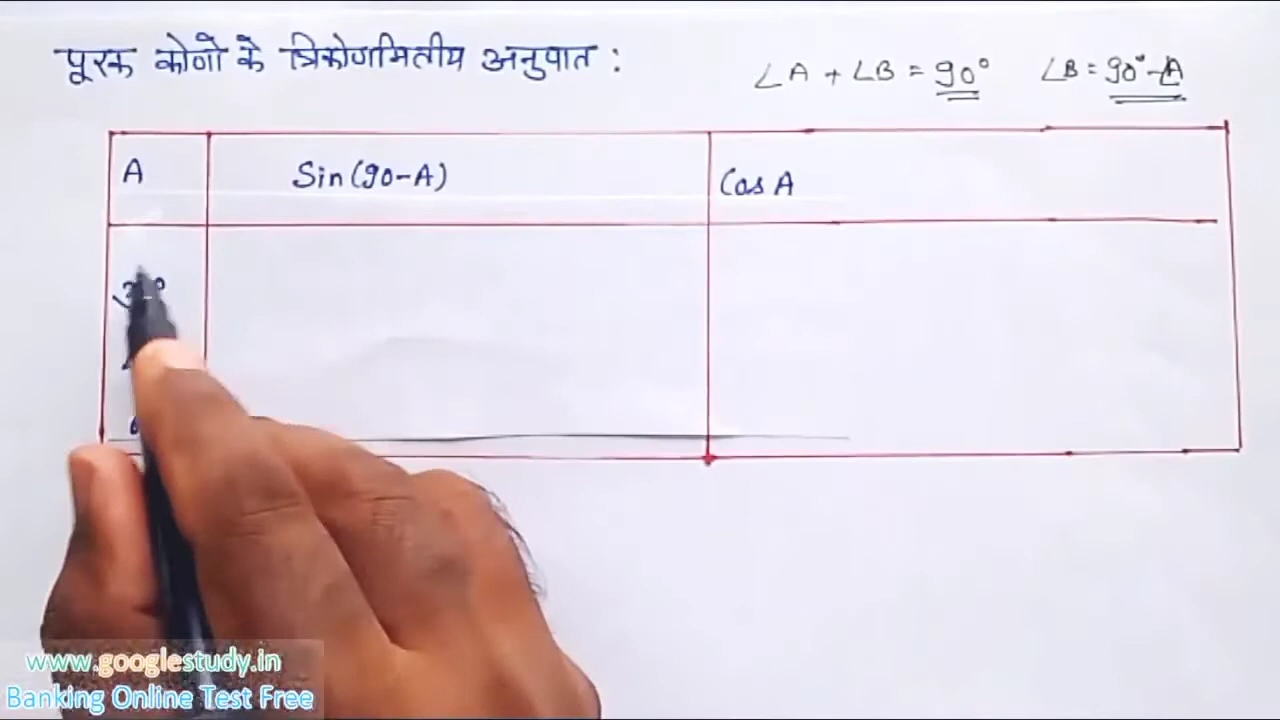 पूरक कोणो के त्रिकोणमितीय अनुपात :
∠A + ∠B = 90° ∠B = 90°-∠A
A Sin(90-A) Cos A
www.googlestudy.in
Banking Online Test Free